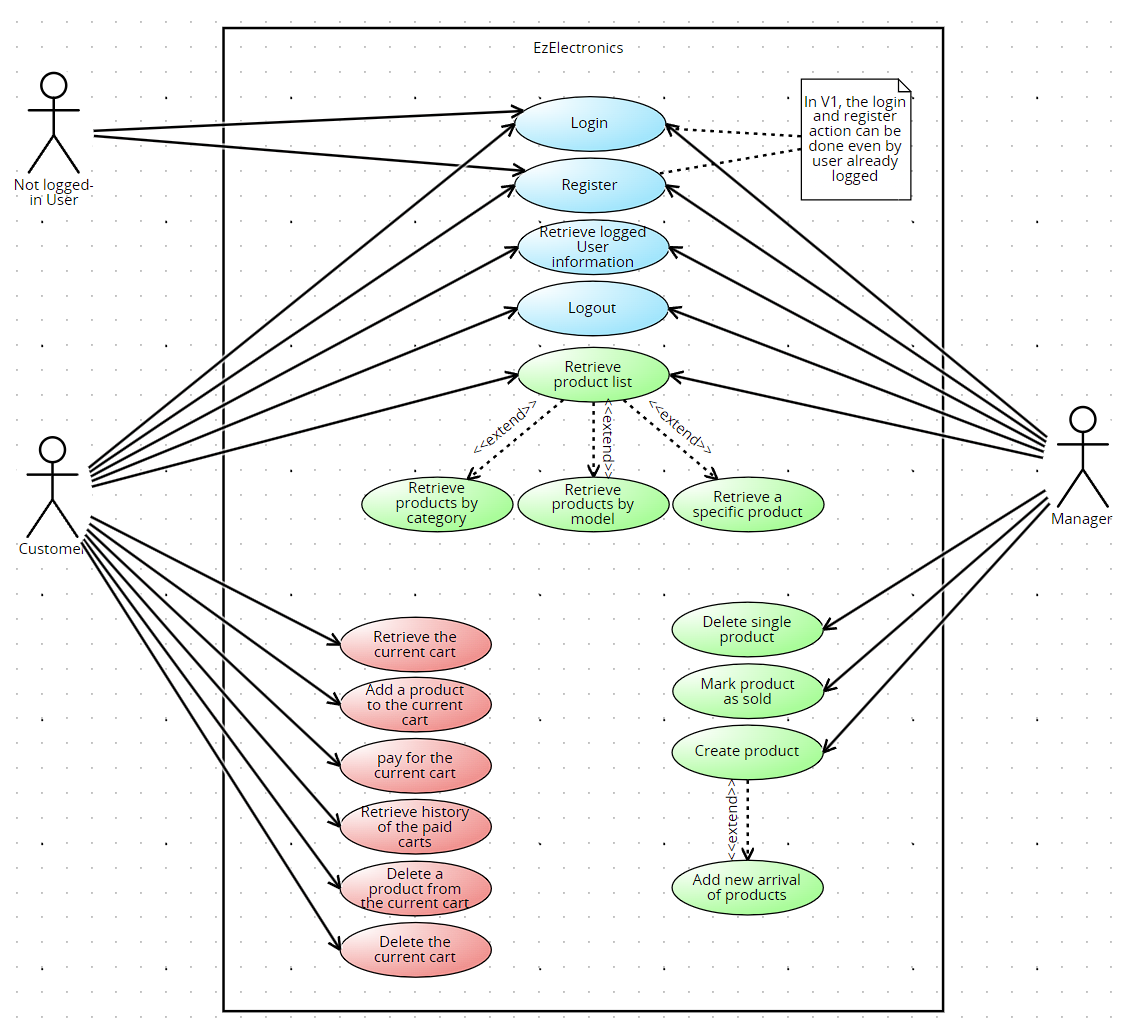 EzElectronics
Login
In V1, the login
and register
action can be
done even by
user already
logged
Not logged-
in User
Register
Retrieve logged
User
information
Logout
Retrieve
product list
<<extend>>
<<extend>>
<<extend>>
Customer
Manager
Retrieve
products by
category
Retrieve
products by
model
Retrieve a
specific product
Retrieve the
current cart
Add a product
to the current
cart
pay for the
current cart
Retrieve history
of the paid
carts
Delete a
product from
the current cart
Delete the
current cart
Delete single
product
Mark product
as sold
Create product
<<extend>>
Add new arrival
of products